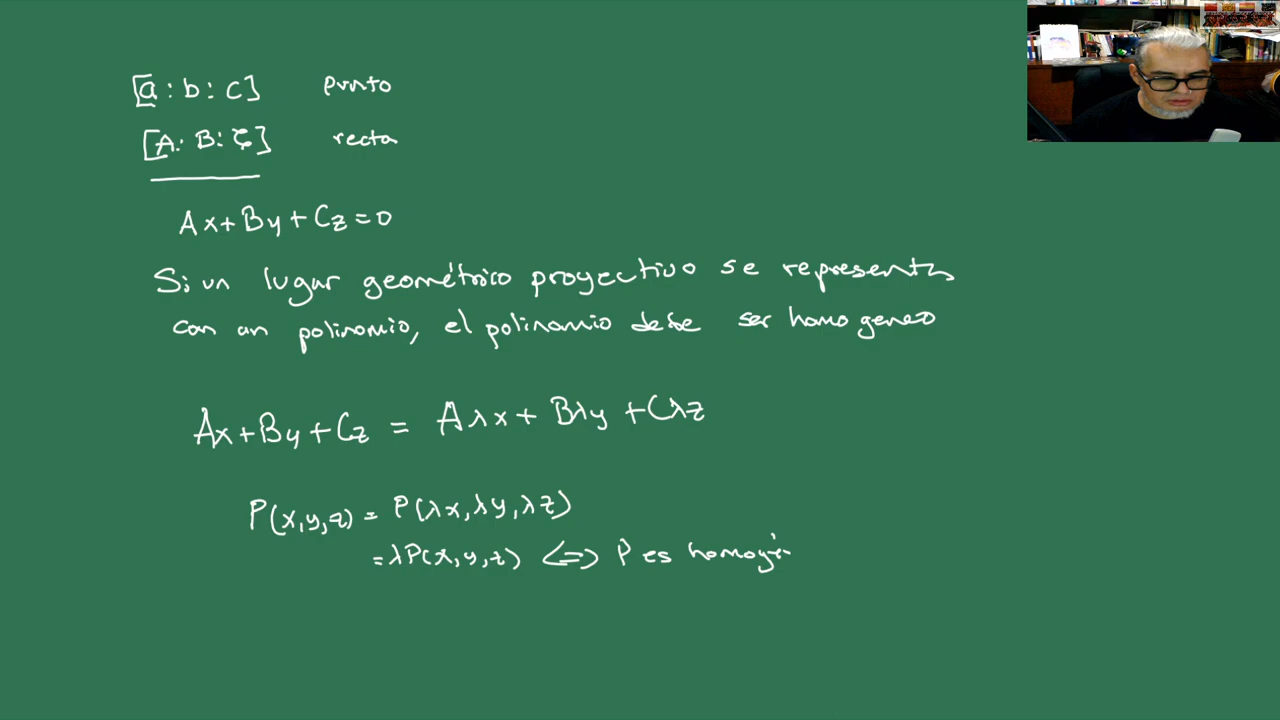 [a : b : c] punto
[A : B : C] recta
Ax + By + Cz = 0
Si un lugar geométrico proyectivo se representa
con un polinomio, el polinomio debe ser homogeneo
Ax + By + Cz = Aλx + Bλy + Cλz
P(x,y,z) = P(λx, λy, λz)
= λP(x,y,z) <=> P es homogé